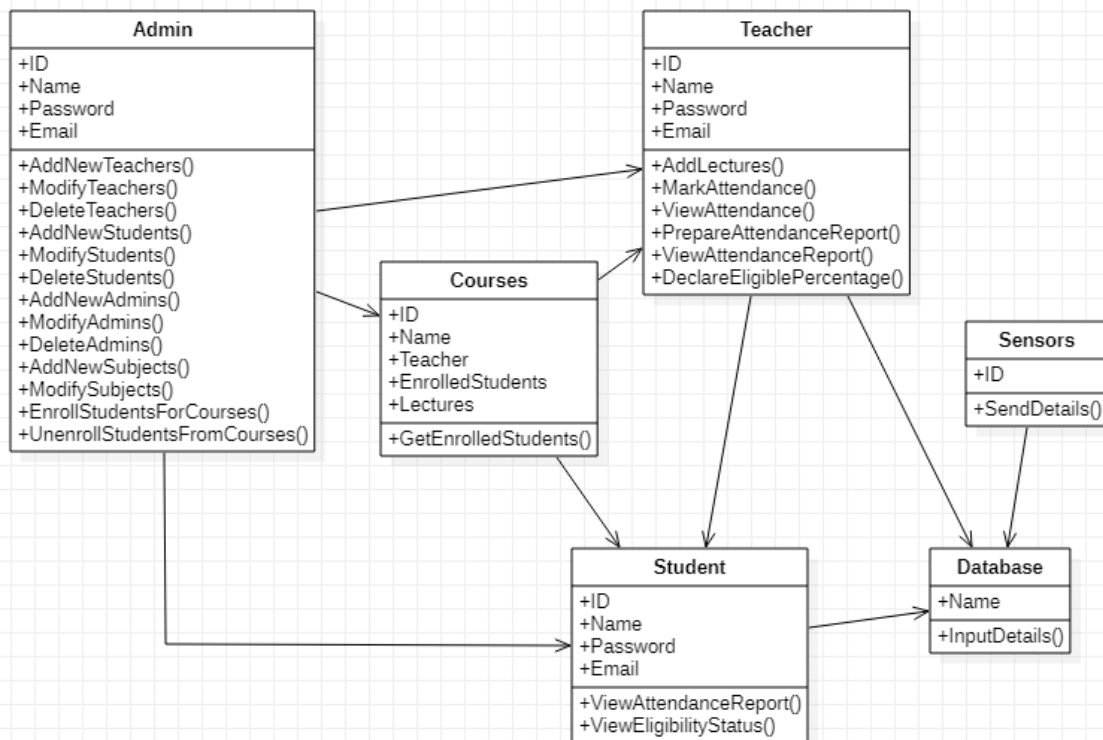 Admin
+ID
+Name
+Password
+Email
+AddNewTeachers()
+ModifyTeachers()
+DeleteTeachers()
+AddNewStudents()
+ModifyStudents()
+DeleteStudents()
+AddNewAdmins()
+ModifyAdmins()
+DeleteAdmins()
+AddNewSubjects()
+ModifySubjects()
+EnrollStudentsForCourses()
+UnenrollStudentsFromCourses()
Teacher
+ID
+Name
+Password
+Email
+AddLectures()
+MarkAttendance()
+ViewAttendance()
+PrepareAttendanceReport()
+ViewAttendanceReport()
+DeclareEligiblePercentage()
Courses
+ID
+Name
+Teacher
+EnrolledStudents
+Lectures
+GetEnrolledStudents()
Sensors
+ID
+SendDetails()
Student
+ID
+Name
+Password
+Email
+ViewAttendanceReport()
+ViewEligibilityStatus()
Database
+Name
+InputDetails()